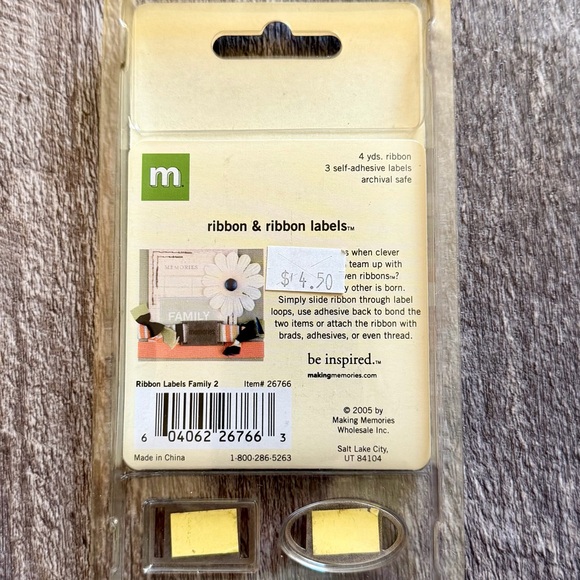 4 yds. ribbon
3 self-adhesive labels
archival safe
m
ribbon & ribbon labels™
es when clever
team up with
ven ribbons™?
y other is born.
$14.50
Simply slide ribbon through label
loops, use adhesive back to bond the
two items or attach the ribbon with
brads, adhesives, or even thread.
MEMORIES
FAMILY
be inspired.™
makingmemories.com
Ribbon Labels Family 2 Item# 26766
6 04062 26766 3
Made in China 1-800-286-5263
© 2005 by
Making Memories
Wholesale Inc.
Salt Lake City,
UT 84104